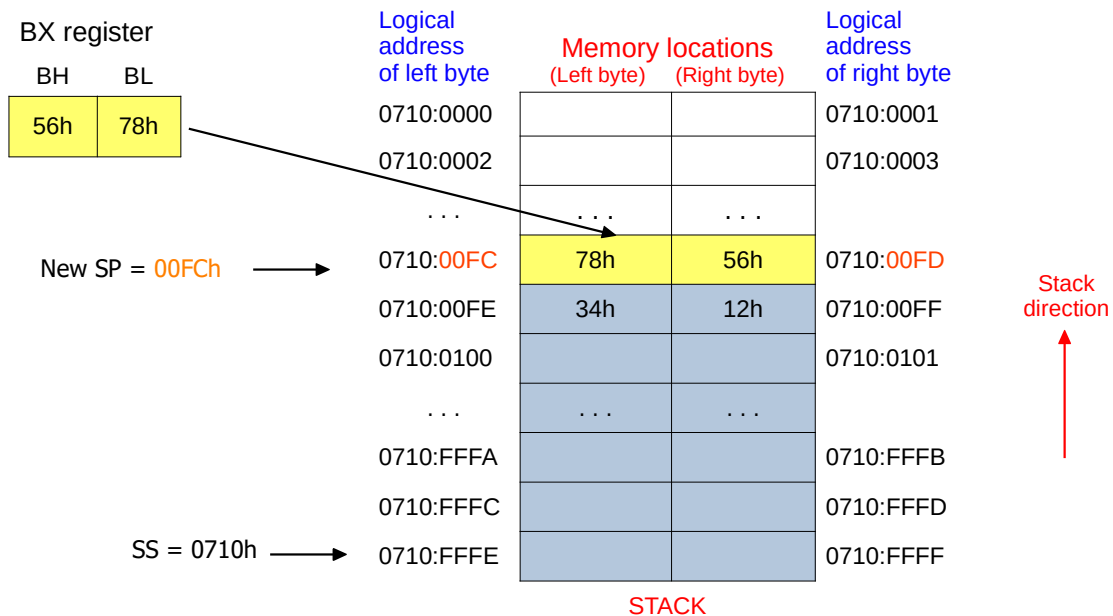 BX register
BH BL
56h 78h
Logical
address
of left byte
Memory locations
(Left byte) (Right byte)
Logical
address
of right byte
0710:0000 0710:0001
0710:0002 0710:0003
. . . . . . . . .
New SP = 00FCh 0710:00FC 78h 56h 0710:00FD
0710:00FE 34h 12h 0710:00FF
Stack
direction
0710:0100 0710:0101
. . . . . . . . .
0710:FFFA 0710:FFFB
0710:FFFC 0710:FFFD
SS = 0710h 0710:FFFE 0710:FFFF
STACK